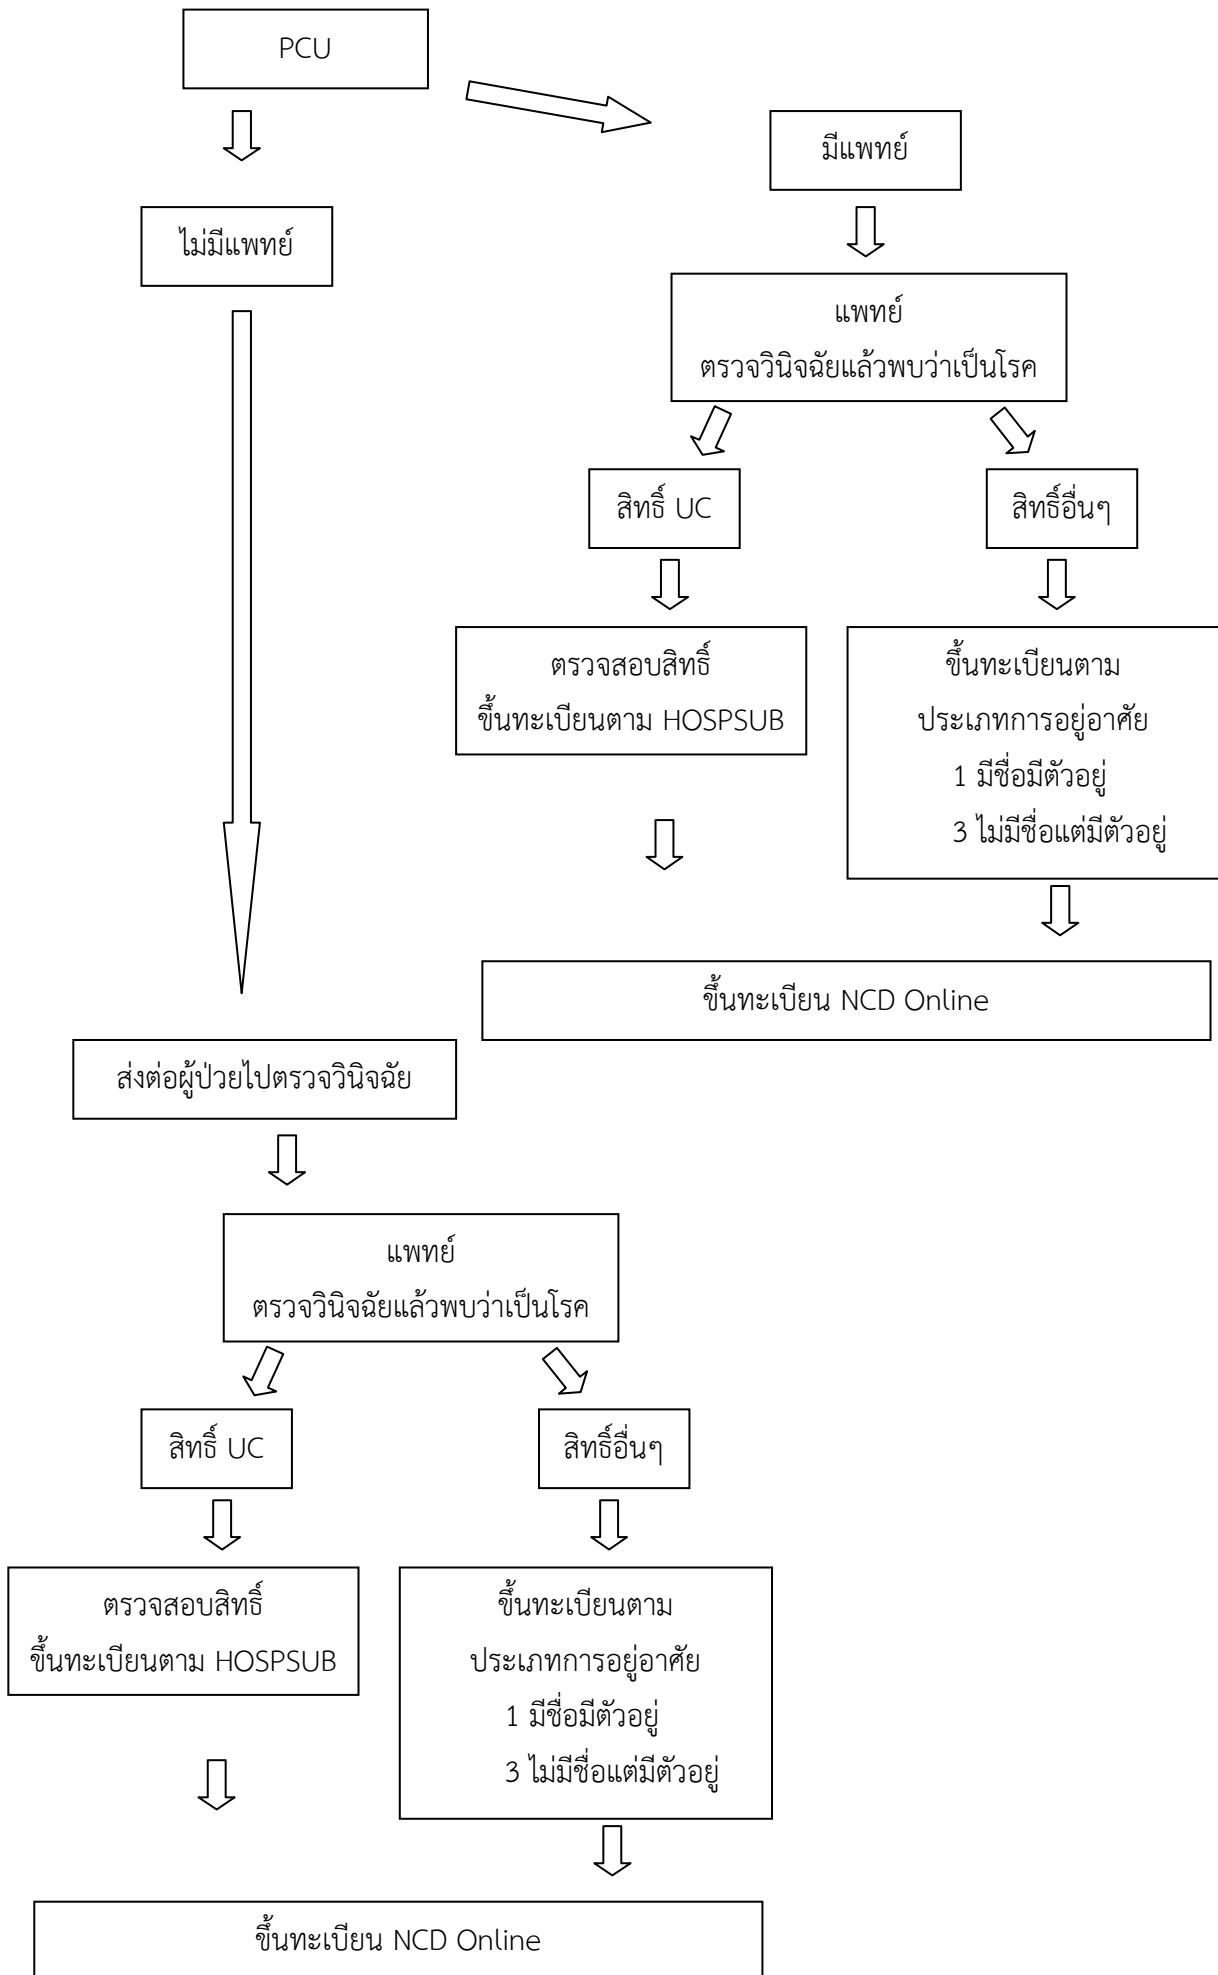 PCU
มีแพทย์
ไม่มีแพทย์
แพทย์
ตรวจวินิจฉัยแล้วพบว่าเป็นโรค
สิทธิ์ UC
สิทธิ์อื่นๆ
ตรวจสอบสิทธิ์
ขึ้นทะเบียนตาม HOSPSUB
ขึ้นทะเบียนตาม
ประเภทการอยู่อาศัย
1 มีชื่อมีตัวอยู่
3 ไม่มีชื่อแต่มีตัวอยู่
ขึ้นทะเบียน NCD Online
ส่งต่อผู้ป่วยไปตรวจวินิจฉัย
แพทย์
ตรวจวินิจฉัยแล้วพบว่าเป็นโรค
สิทธิ์ UC
สิทธิ์อื่นๆ
ตรวจสอบสิทธิ์
ขึ้นทะเบียนตาม HOSPSUB
ขึ้นทะเบียนตาม
ประเภทการอยู่อาศัย
1 มีชื่อมีตัวอยู่
3 ไม่มีชื่อแต่มีตัวอยู่
ขึ้นทะเบียน NCD Online